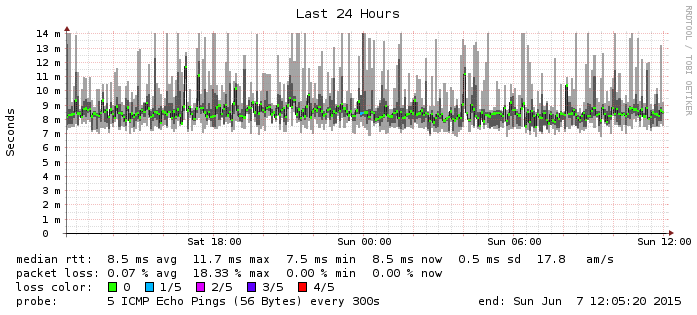 Last 24 Hours
RRDTOOL / TOBI OETIKER
Seconds
14 m
13 m
12 m
11 m
10 m
9 m
8 m
7 m
6 m
5 m
4 m
3 m
2 m
1 m
0
Sat 18:00 Sun 00:00 Sun 06:00 Sun 12:00
median rtt: 8.5 ms avg 11.7 ms max 7.5 ms min 8.5 ms now 0.5 ms sd 17.8 am/s
packet loss: 0.07 % avg 18.33 % max 0.00 % min 0.00 % now
loss color: 0 1/5 2/5 3/5 4/5
probe: 5 ICMP Echo Pings (56 Bytes) every 300s end: Sun Jun 7 12:05:20 2015